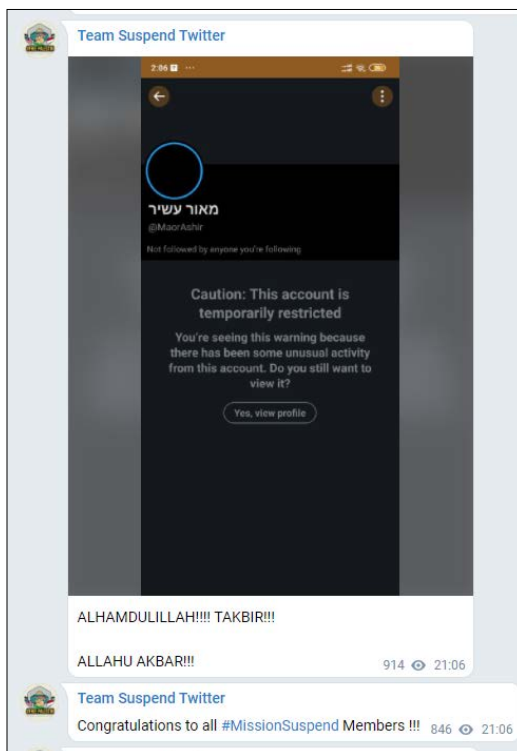 Team Suspend Twitter
2:06
מאור עשיר
@MaorAshir
Not followed by anyone you're following
Caution: This account is
temporarily restricted
You're seeing this warning because
there has been some unusual activity
from this account. Do you still want to
view it?
Yes, view profile
ALHAMDULILLAH!!!! TAKBIR!!!
ALLAHU AKBAR!!!
914 21:06
Team Suspend Twitter
Congratulations to all #MissionSuspend Members !!! 846 21:06